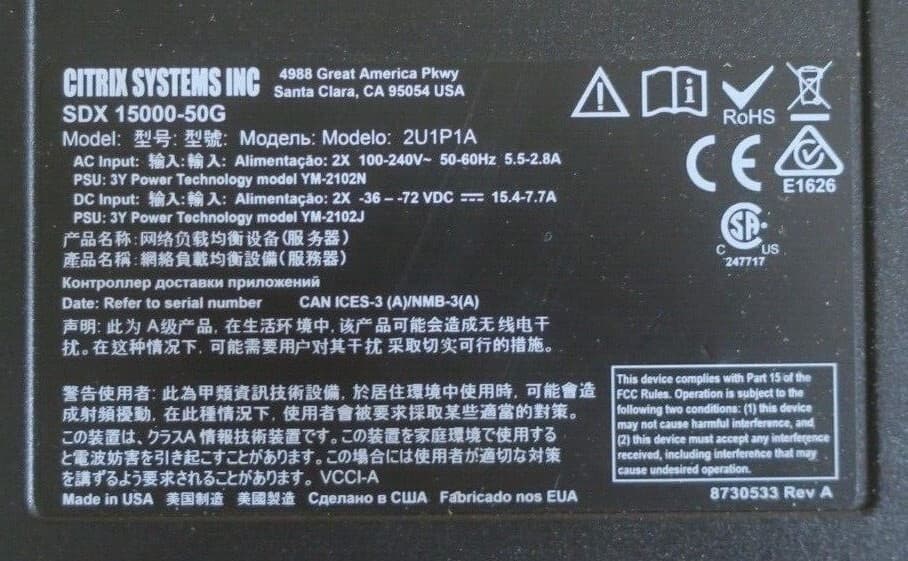 CITRIX SYSTEMS INC
4988 Great America Pkwy
Santa Clara, CA 95054 USA
SDX 15000-50G
Model: 型号: 型號: Модель: Modelo: 2U1P1A
AC Input: 输入: 輸入: Alimentação: 2X 100-240V~ 50-60Hz 5.5-2.8A
PSU: 3Y Power Technology model YM-2102N
DC Input: 输入: 輸入: Alimentação: 2X -36 – -72 VDC ⎓ 15.4-7.7A
PSU: 3Y Power Technology model YM-2102J
产品名称: 网络负载均衡设备(服务器)
產品名稱: 網絡負載均衡設備(服務器)
Контроллер доставки приложений
Date: Refer to serial number CAN ICES-3 (A)/NMB-3(A)
声明: 此为 A级产品, 在生活环境中, 该产品可能会造成无线电干
扰。在这种情况下, 可能需要用户对其干扰采取切实可行的措施。
警告使用者: 此為甲類資訊技術設備, 於居住環境中使用時, 可能會造
成射頻擾動, 在此種情況下, 使用者會被要求採取某些適當的對策。
この装置は、クラスA 情報技術装置です。この装置を家庭環境で使用する
と電波妨害を引き起こすことがあります。この場合には使用者が適切な対策
を講ずるよう要求されることがあります。VCCI-A
Made in USA 美国制造 美國製造 Сделано в США Fabricado nos EUA
RoHS
CE
E1626
SA
C US
247717
This device complies with Part 15 of the
FCC Rules. Operation is subject to the
following two conditions: (1) this device
may not cause harmful interference, and
(2) this device must accept any interference
received, including interference that may
cause undesired operation.
8730533 Rev A